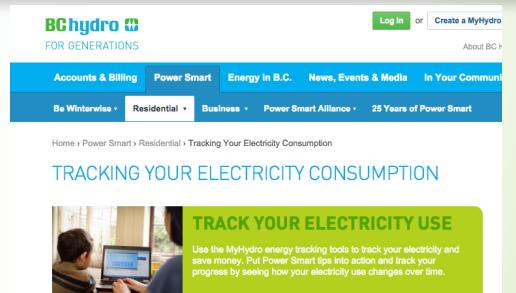 BC hydro
FOR GENERATIONS
Log In or Create a MyHydro
About BC H
Accounts & Billing Power Smart Energy in B.C. News, Events & Media In Your Communi
Be Winterwise Residential Business Power Smart Alliance 25 Years of Power Smart
Home › Power Smart › Residential › Tracking Your Electricity Consumption
TRACKING YOUR ELECTRICITY CONSUMPTION
TRACK YOUR ELECTRICITY USE
Use the MyHydro energy tracking tools to track your electricity and
save money. Put Power Smart tips into action and track your
progress by seeing how your electricity use changes over time.